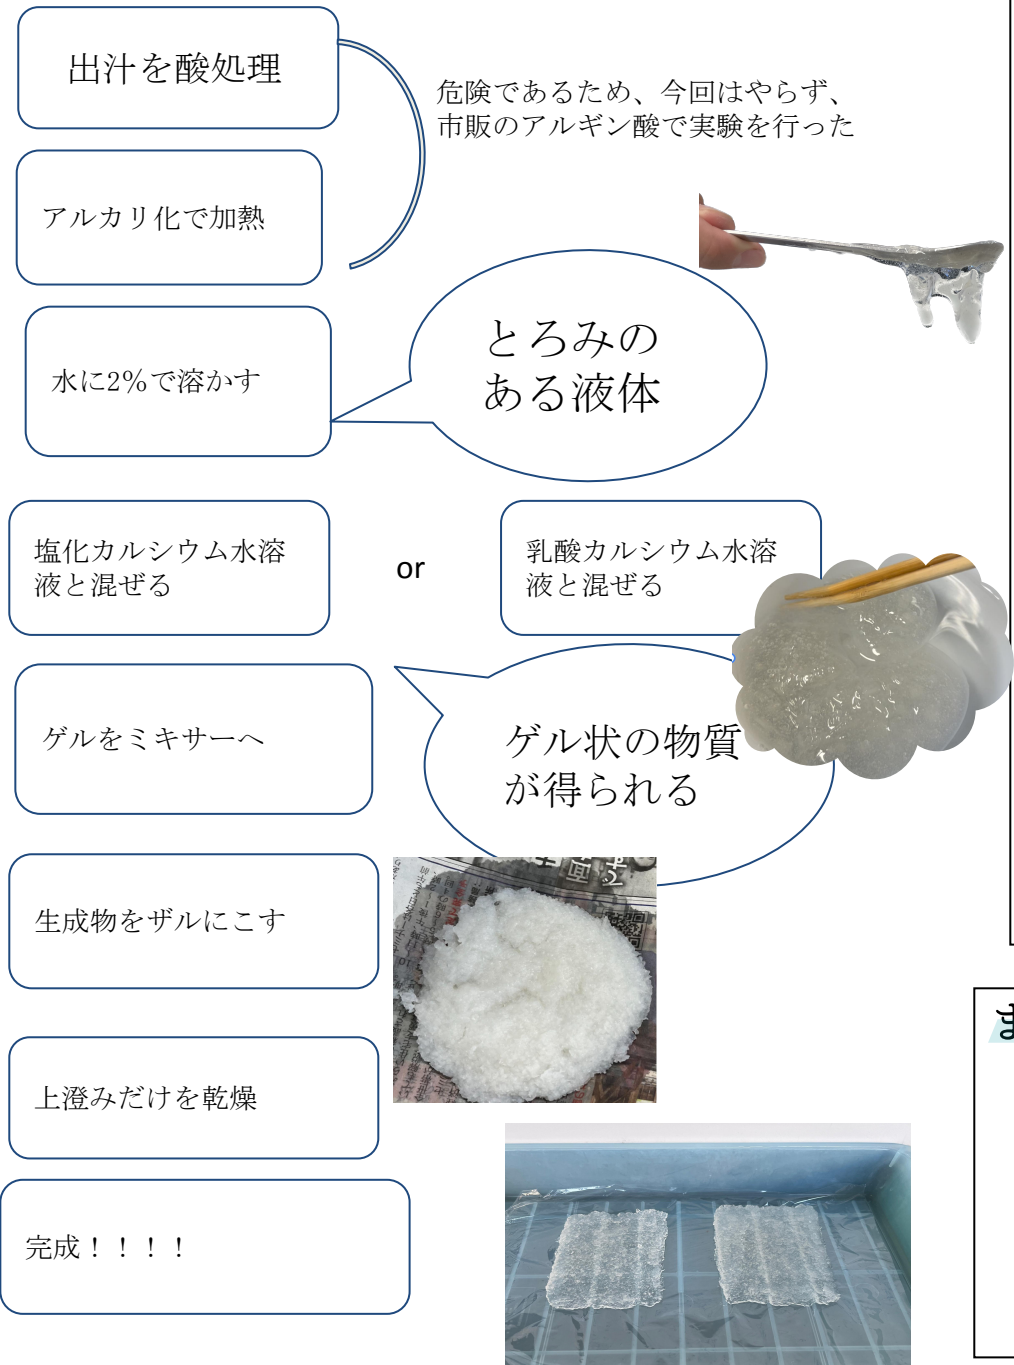 出汁を酸処理
危険であるため、今回はやらず、
市販のアルギン酸で実験を行った
アルカリ化で加熱
水に2%で溶かす
とろみの
ある液体
塩化カルシウム水溶
液と混ぜる
or
乳酸カルシウム水溶
液と混ぜる
ゲルをミキサーへ
ゲル状の物質
が得られる
生成物をザルにこす
上澄みだけを乾燥
完成！！！！